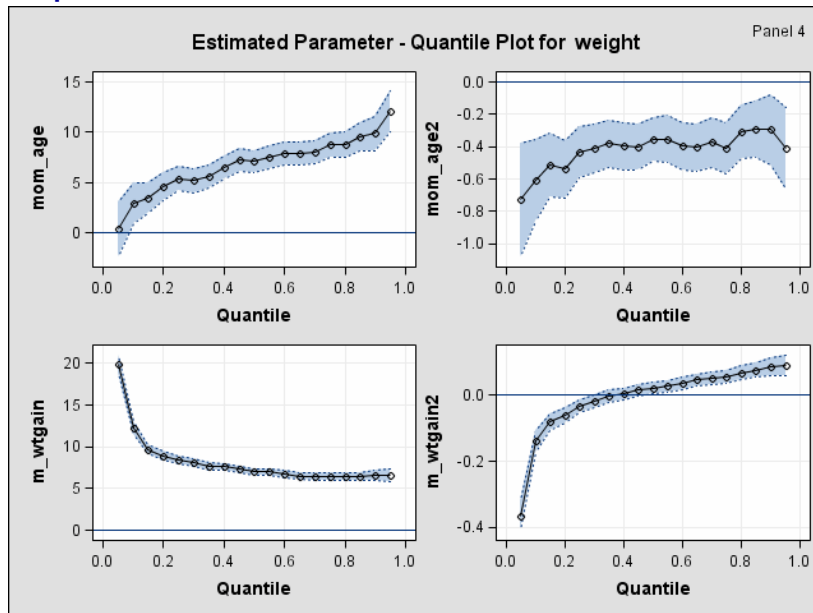 Panel 4
Estimated Parameter - Quantile Plot for weight
mom_age
15
10
5
0
0.0 0.2 0.4 0.6 0.8 1.0
Quantile
mom_age2
0.0
-0.2
-0.4
-0.6
-0.8
-1.0
0.0 0.2 0.4 0.6 0.8 1.0
Quantile
m_wtgain
20
15
10
5
0
0.0 0.2 0.4 0.6 0.8 1.0
Quantile
m_wtgain2
0.0
-0.2
-0.4
0.0 0.2 0.4 0.6 0.8 1.0
Quantile